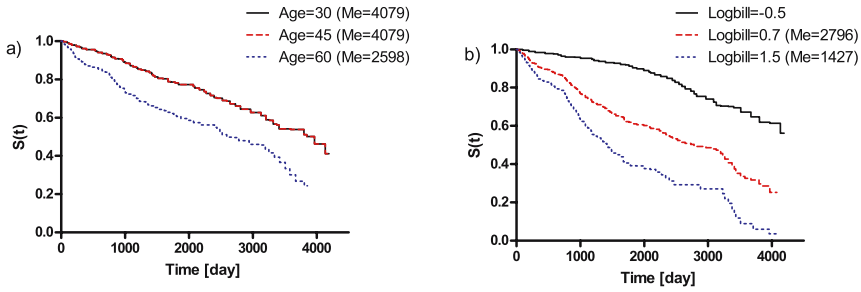 a)
Age=30 (Me=4079)
Age=45 (Me=4079)
Age=60 (Me=2598)
S(t)
1.0
0.8
0.6
0.4
0.2
0.0
0 1000 2000 3000 4000
Time [day]
b)
Logbill=-0.5
Logbill=0.7 (Me=2796)
Logbill=1.5 (Me=1427)
S(t)
1.0
0.8
0.6
0.4
0.2
0.0
0 1000 2000 3000 4000
Time [day]